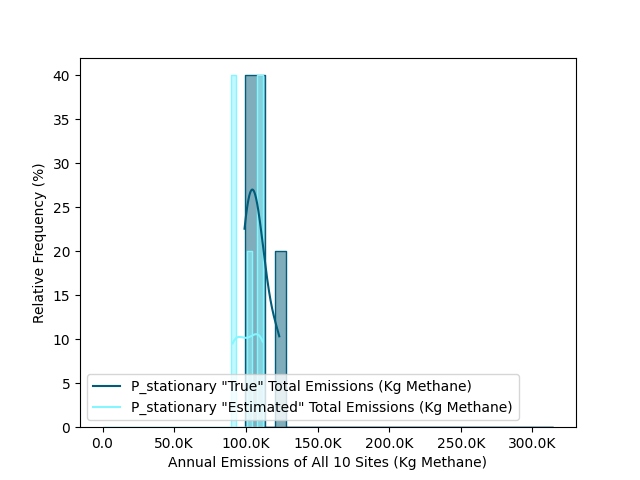 40
35
30
25
20
15
10
5
0
Relative Frequency (%)
P_stationary "True" Total Emissions (Kg Methane)
P_stationary "Estimated" Total Emissions (Kg Methane)
0.0 50.0K 100.0K 150.0K 200.0K 250.0K 300.0K
Annual Emissions of All 10 Sites (Kg Methane)